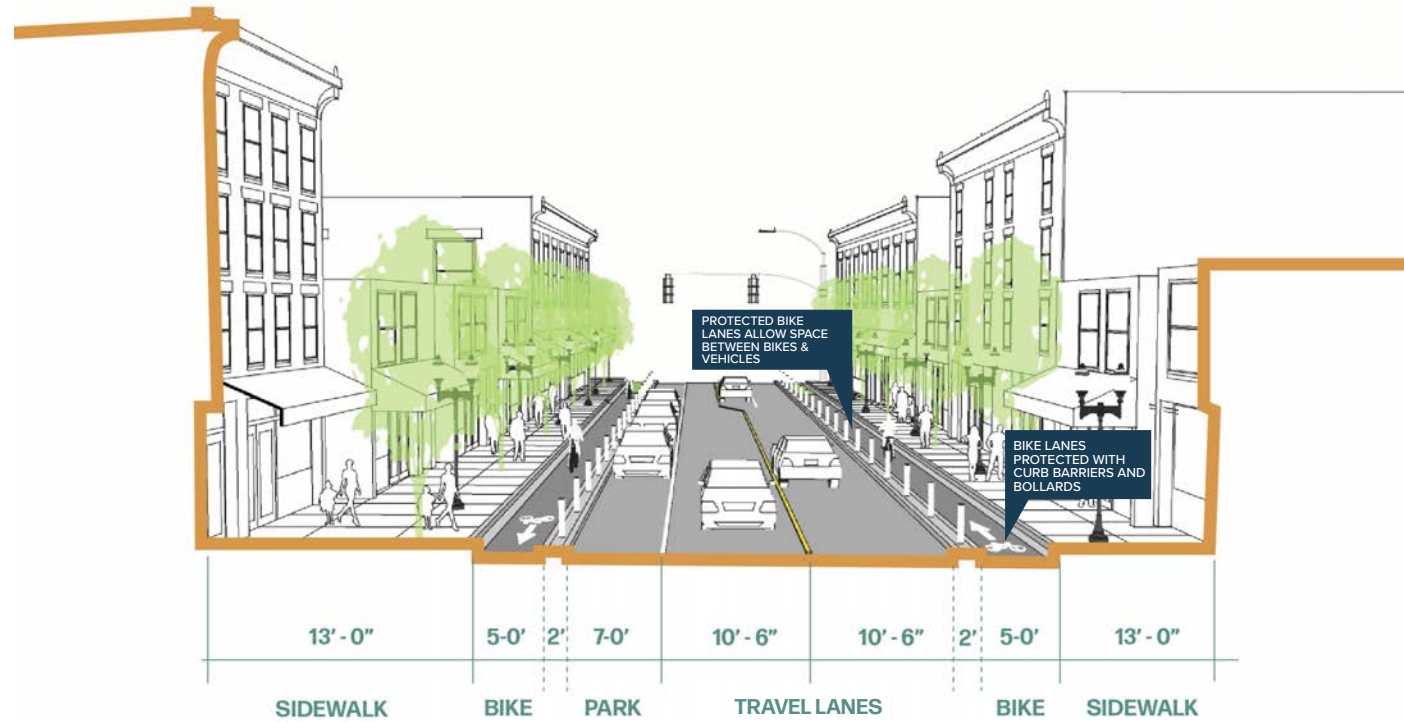 PROTECTED BIKE
LANES ALLOW SPACE
BETWEEN BIKES &
VEHICLES
BIKE LANES
PROTECTED WITH
CURB BARRIERS AND
BOLLARDS
13' - 0" 5-0' 2' 7-0' 10' - 6" 10' - 6" 2' 5-0' 13' - 0"
SIDEWALK BIKE PARK TRAVEL LANES BIKE SIDEWALK